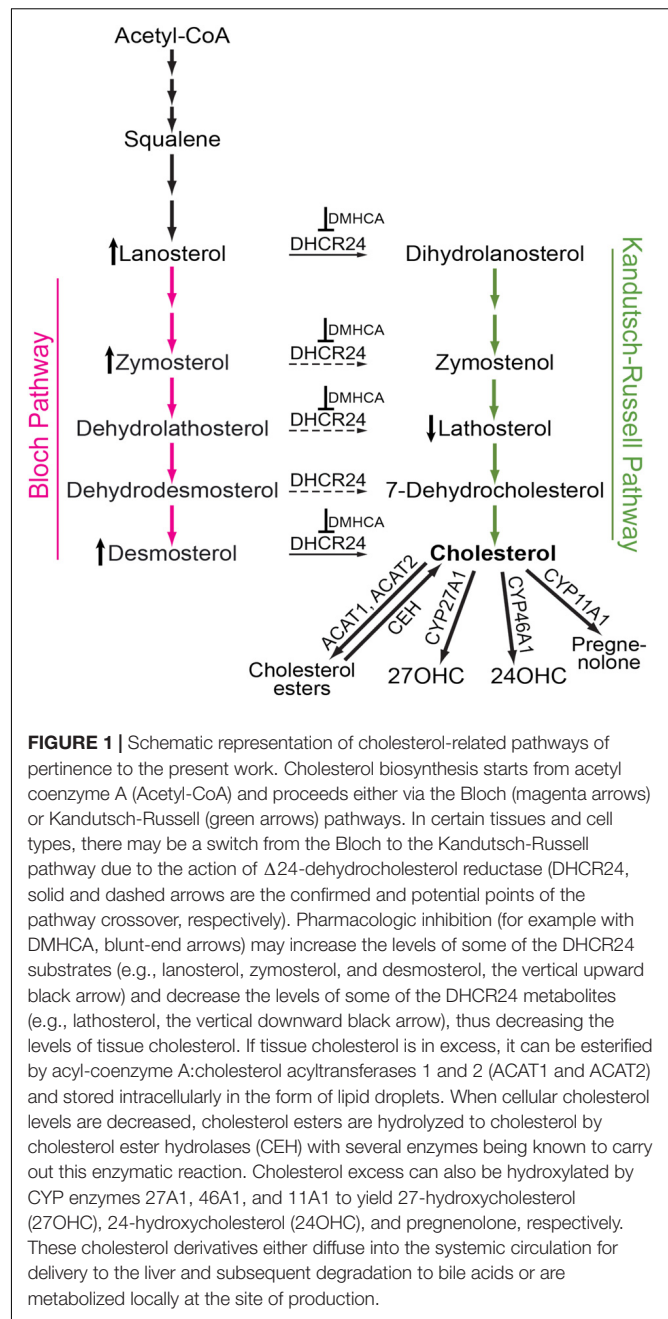 Acetyl-CoA
Squalene
DMHCA
↑Lanosterol DHCR24 Dihydrolanosterol
DMHCA
↑Zymosterol DHCR24 Zymostenol
DMHCA
Dehydrolathosterol DHCR24 ↓Lathosterol
Dehydrodesmosterol DHCR24 7-Dehydrocholesterol
DMHCA
↑Desmosterol DHCR24 Cholesterol
Bloch Pathway
Kandutsch-Russell Pathway
ACAT1, ACAT2
CEH
CYP27A1
CYP46A1
CYP11A1
Cholesterol
esters
27OHC
24OHC
Pregne-
nolone
FIGURE 1 | Schematic representation of cholesterol-related pathways of
pertinence to the present work. Cholesterol biosynthesis starts from acetyl
coenzyme A (Acetyl-CoA) and proceeds either via the Bloch (magenta arrows)
or Kandutsch-Russell (green arrows) pathways. In certain tissues and cell
types, there may be a switch from the Bloch to the Kandutsch-Russell
pathway due to the action of Δ24-dehydrocholesterol reductase (DHCR24,
solid and dashed arrows are the confirmed and potential points of the
pathway crossover, respectively). Pharmacologic inhibition (for example with
DMHCA, blunt-end arrows) may increase the levels of some of the DHCR24
substrates (e.g., lanosterol, zymosterol, and desmosterol, the vertical upward
black arrow) and decrease the levels of some of the DHCR24 metabolites
(e.g., lathosterol, the vertical downward black arrow), thus decreasing the
levels of tissue cholesterol. If tissue cholesterol is in excess, it can be esterified
by acyl-coenzyme A:cholesterol acyltransferases 1 and 2 (ACAT1 and ACAT2)
and stored intracellularly in the form of lipid droplets. When cellular cholesterol
levels are decreased, cholesterol esters are hydrolyzed to cholesterol by
cholesterol ester hydrolases (CEH) with several enzymes being known to carry
out this enzymatic reaction. Cholesterol excess can also be hydroxylated by
CYP enzymes 27A1, 46A1, and 11A1 to yield 27-hydroxycholesterol
(27OHC), 24-hydroxycholesterol (24OHC), and pregnenolone, respectively.
These cholesterol derivatives either diffuse into the systemic circulation for
delivery to the liver and subsequent degradation to bile acids or are
metabolized locally at the site of production.